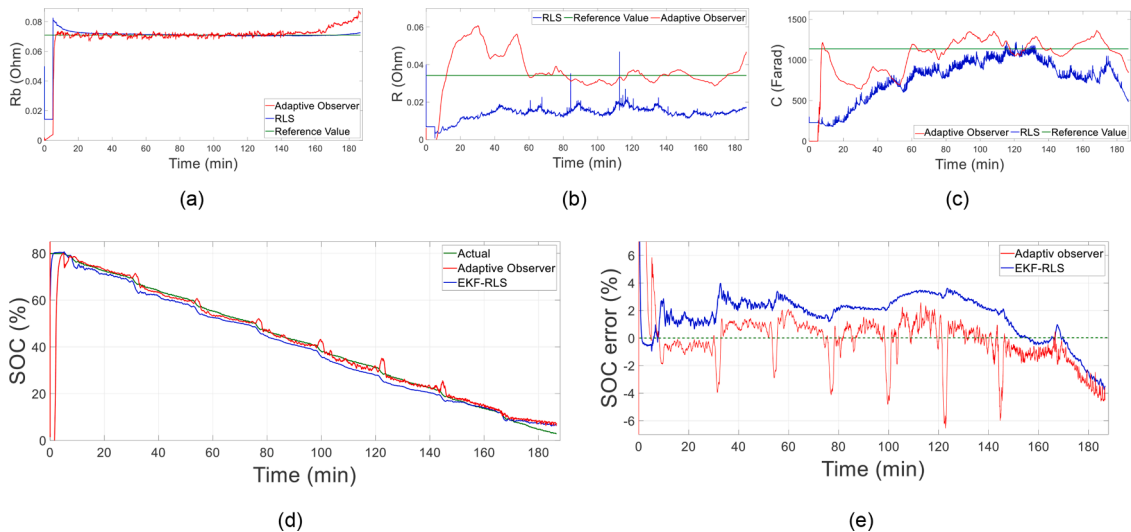 Rb (Ohm)
0.08
0.06
0.04
0.02
0
0 20 40 60 80 100 120 140 160 180
Time (min)
Adaptive Observer
RLS
Reference Value
(a)
R (Ohm)
0.06
0.04
0.02
0
0 20 40 60 80 100 120 140 160 180
Time (min)
RLS Reference Value Adaptive Observer
(b)
C (Farad)
1500
1000
500
0
0 20 40 60 80 100 120 140 160 180
Time (min)
Adaptive Observer RLS Reference Value
(c)
SOC (%)
80
60
40
20
0
0 20 40 60 80 100 120 140 160 180
Time (min)
Actual
Adaptive Observer
EKF-RLS
(d)
SOC error (%)
6
4
2
0
-2
-4
-6
0 20 40 60 80 100 120 140 160 180
Time (min)
Adaptiv observer
EKF-RLS
(e)